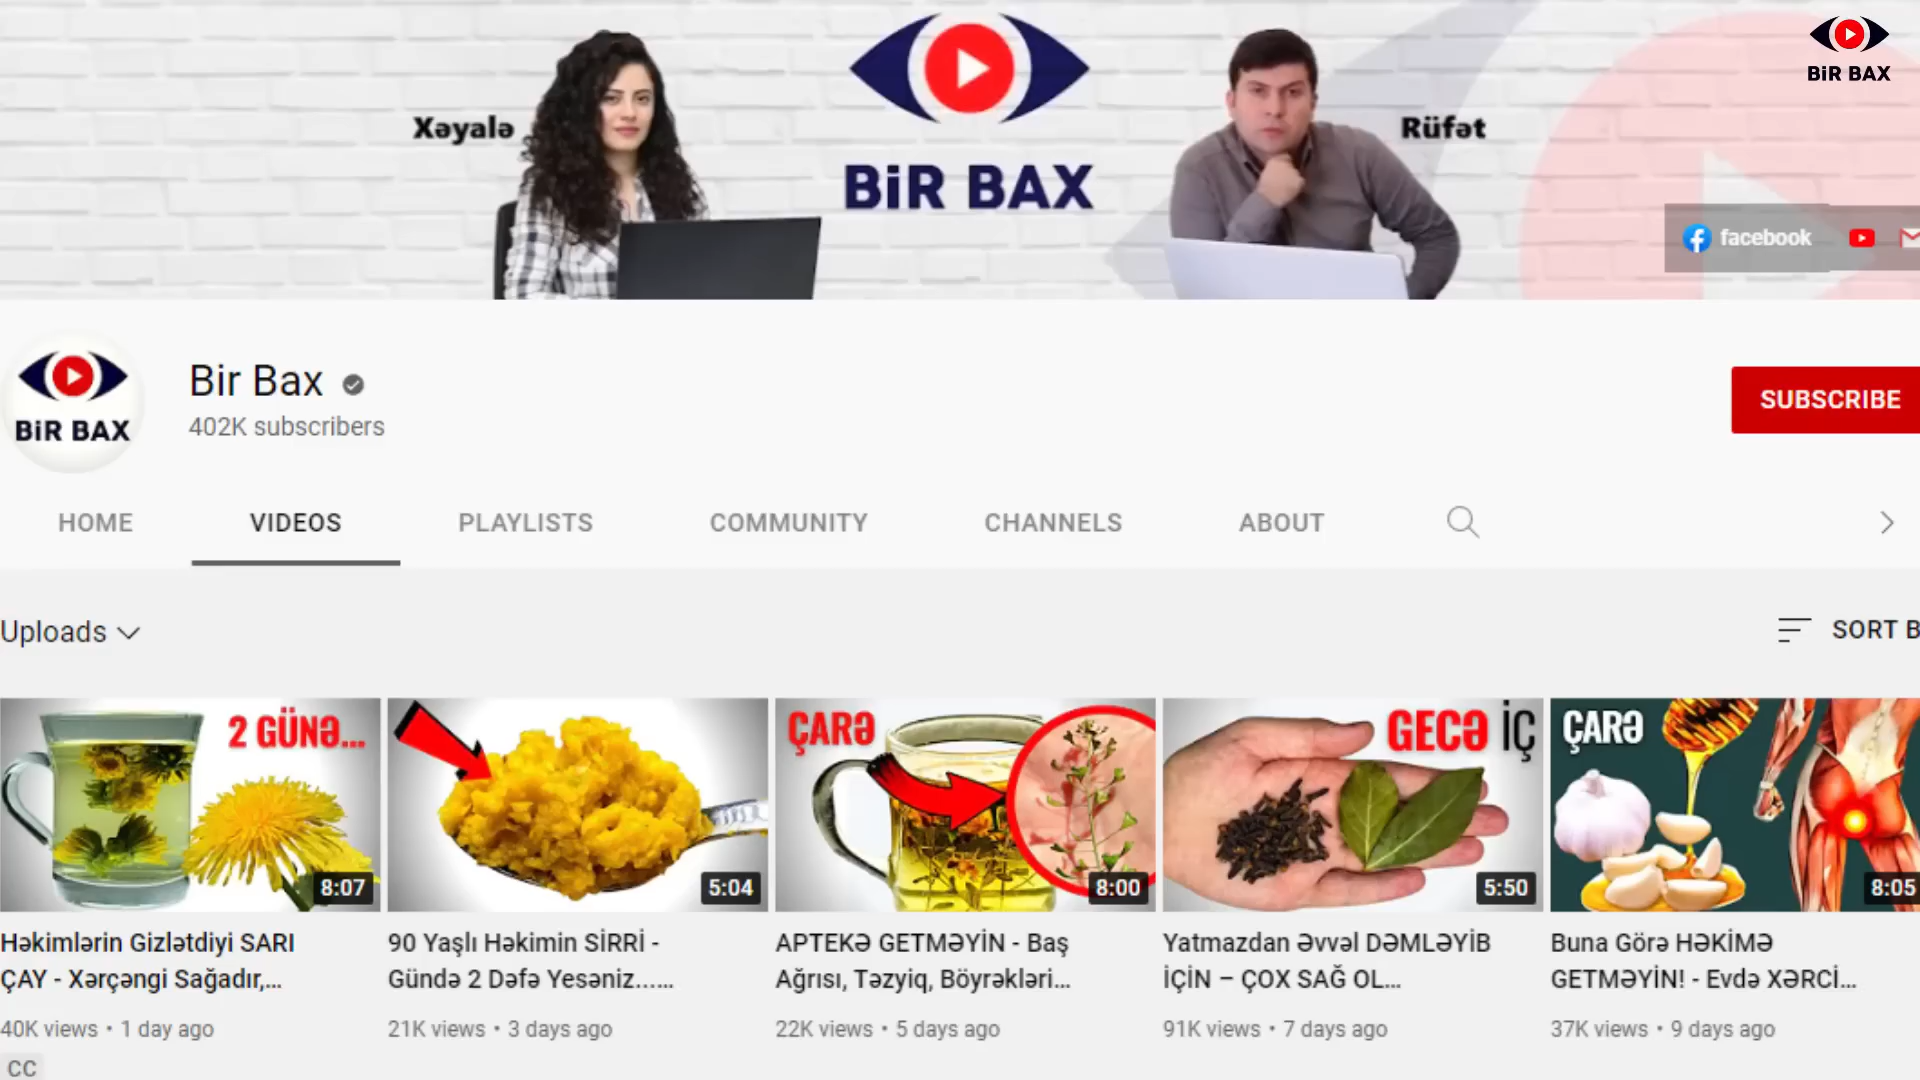 BiR BAX
Xəyalə
Rüfət
BiR BAX
facebook
BiR BAX
Bir Bax
402K subscribers
SUBSCRIBE
HOME
VIDEOS
PLAYLISTS
COMMUNITY
CHANNELS
ABOUT
Uploads
SORT B
2 GÜNƏ...
8:07
5:04
ÇARƏ
8:00
GECƏ İÇ
5:50
ÇARƏ
8:05
Həkimlərin Gizlətdiyi SARI
ÇAY - Xərçəngi Sağadır,...
40K views • 1 day ago
CC
90 Yaşlı Həkimin SİRRİ -
Gündə 2 Dəfə Yesəniz......
21K views • 3 days ago
APTEKƏ GETMƏYİN - Baş
Ağrısı, Təzyiq, Böyrəkləri...
22K views • 5 days ago
Yatmazdan Əvvəl DƏMLƏYİB
İÇİN – ÇOX SAĞ OL...
91K views • 7 days ago
Buna Görə HƏKİMƏ
GETMƏYİN! - Evdə XƏRCİ...
37K views • 9 days ago